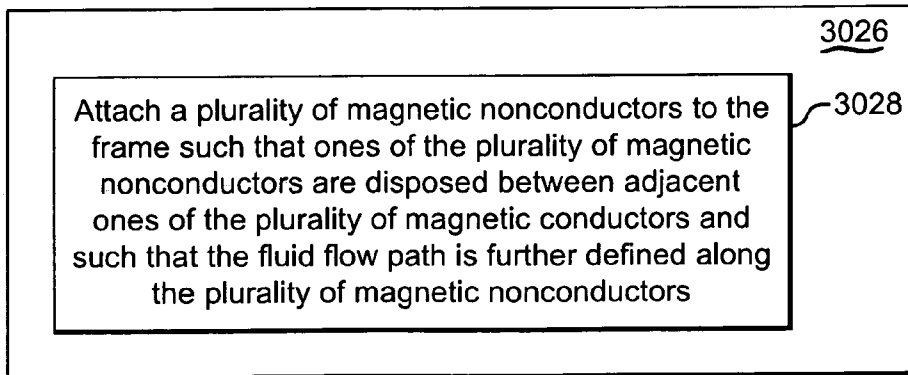 3026
Attach a plurality of magnetic nonconductors to the
frame such that ones of the plurality of magnetic
nonconductors are disposed between adjacent
ones of the plurality of magnetic conductors and
such that the fluid flow path is further defined along
the plurality of magnetic nonconductors
3028